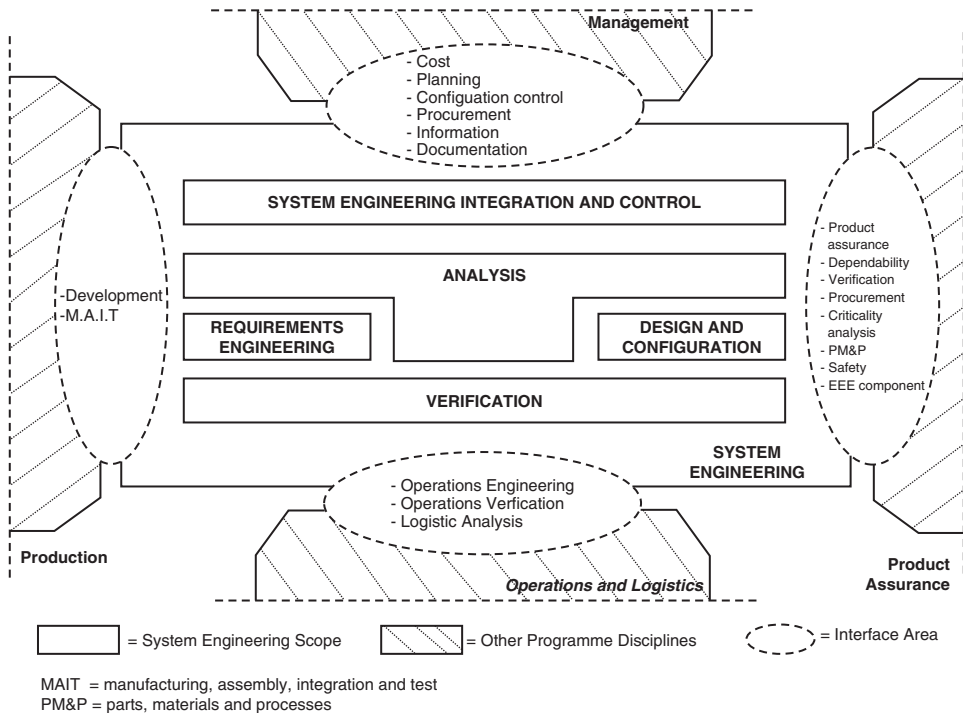 Management
- Cost
- Planning
- Configuation control
- Procurement
- Information
- Documentation
SYSTEM ENGINEERING INTEGRATION AND CONTROL
ANALYSIS
REQUIREMENTS
ENGINEERING
DESIGN AND
CONFIGURATION
VERIFICATION
-Development
-M.A.I.T
- Product
assurance
- Dependability
- Verification
- Procurement
- Criticality
analysis
- PM&P
- Safety
- EEE component
SYSTEM
ENGINEERING
- Operations Engineering
- Operations Verfication
- Logistic Analysis
Production
Operations and Logistics
Product
Assurance
= System Engineering Scope
= Other Programme Disciplines
= Interface Area
MAIT = manufacturing, assembly, integration and test
PM&P = parts, materials and processes